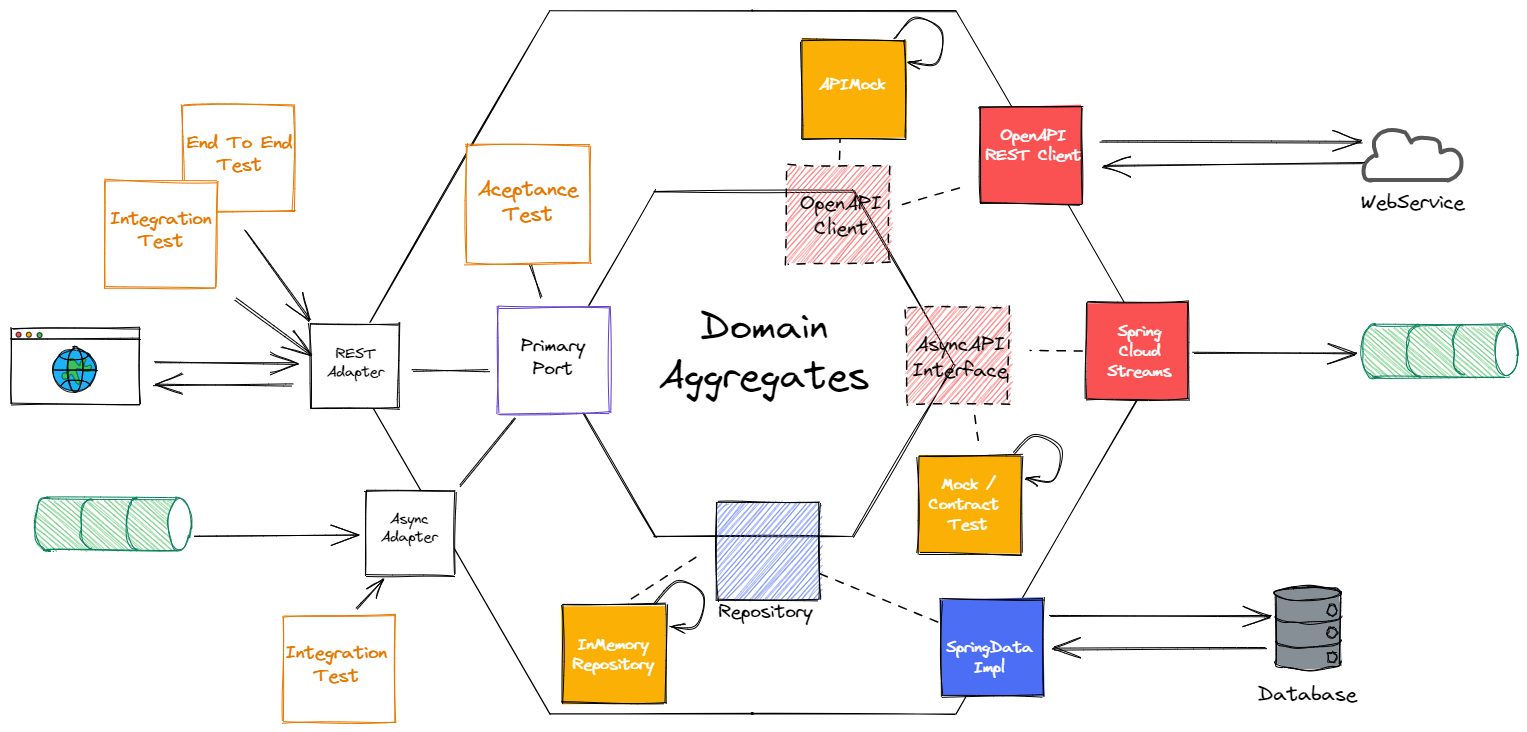 APIMock
End To End
Test
OpenAPI
REST Client
Aceptance
Test
Integration
Test
OpenAPI
Client
WebService
Domain
Aggregates
REST
Adapter
Primary
Port
AsyncAPI
Interface
Spring
Cloud
Streams
Mock /
Contract
Test
Async
Adapter
Repository
Integration
Test
InMemory
Repository
SpringData
Impl
Database